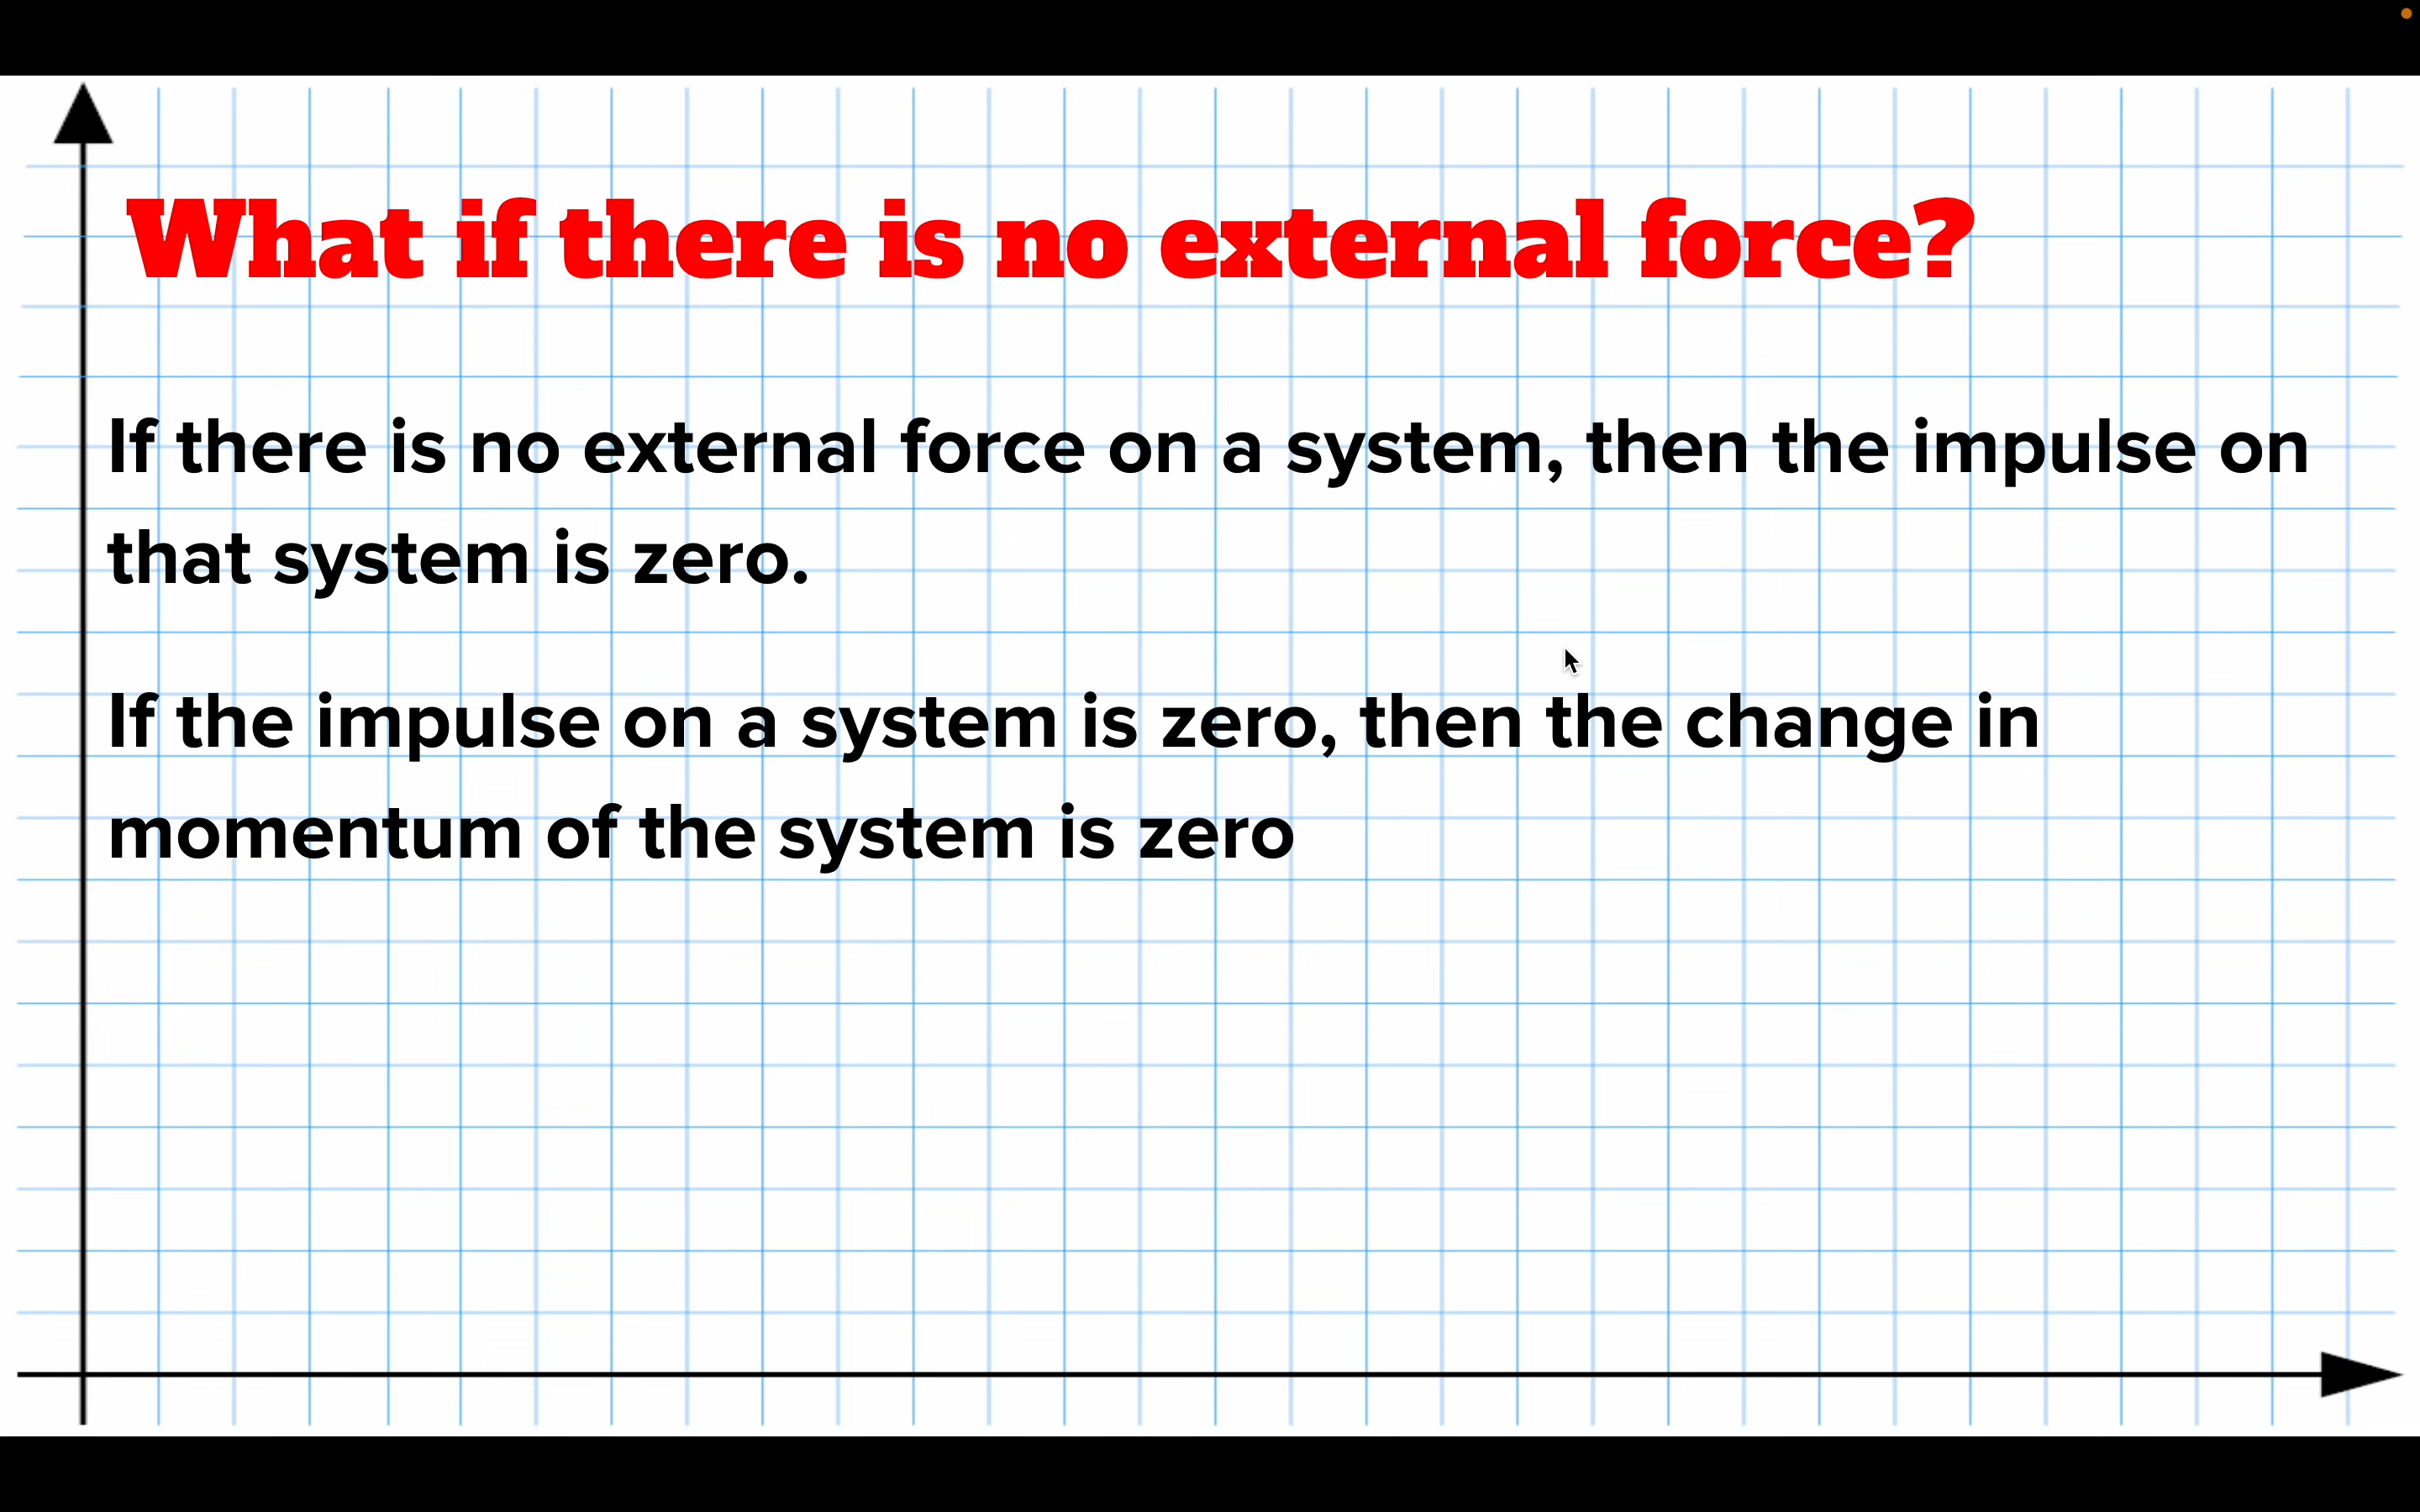 What if there is no external force?
If there is no external force on a system, then the impulse on
that system is zero.
If the impulse on a system is zero, then the change in
momentum of the system is zero